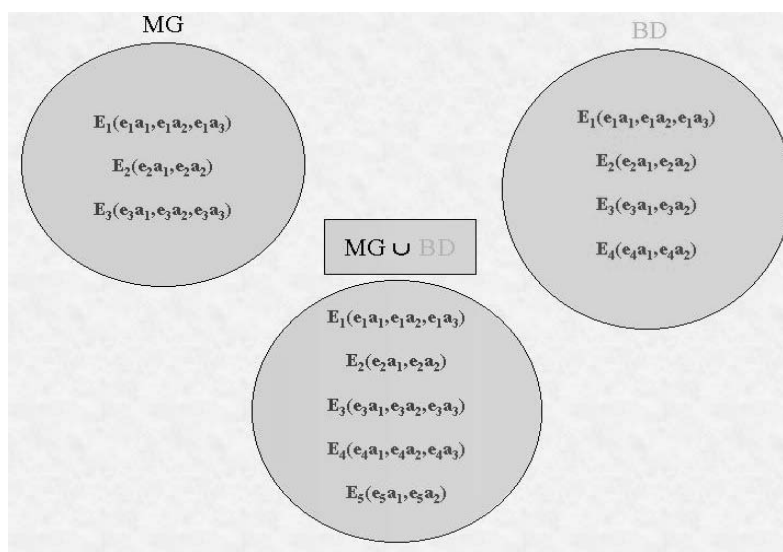 MG
E₁(e₁a₁,e₁a₂,e₁a₃)
E₂(e₂a₁,e₂a₂)
E₃(e₃a₁,e₃a₂,e₃a₃)
BD
E₁(e₁a₁,e₁a₂,e₁a₃)
E₂(e₂a₁,e₂a₂)
E₃(e₃a₁,e₃a₂)
E₄(e₄a₁,e₄a₂)
MG ∪ BD
E₁(e₁a₁,e₁a₂,e₁a₃)
E₂(e₂a₁,e₂a₂)
E₃(e₃a₁,e₃a₂,e₃a₃)
E₄(e₄a₁,e₄a₂,e₄a₃)
E₅(e₅a₁,e₅a₂)